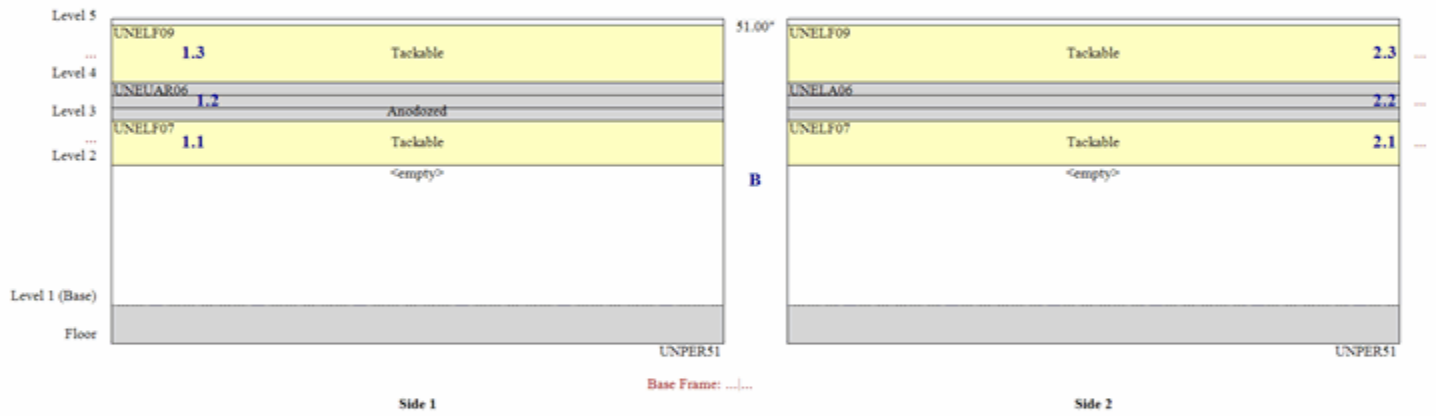 Level 5
51.00"
UNELF09
UNELF09
...
1.3
Tackable
Tackable
2.3
...
Level 4
UNEUAR06
UNELA06
1.2
2.2
...
Level 3
Anodozed
UNELF07
UNELF07
...
1.1
Tackable
Tackable
2.1
...
Level 2
<empty>
<empty>
B
Level 1 (Base)
Floor
UNPER51
UNPER51
Base Frame: ...|...
Side 1
Side 2